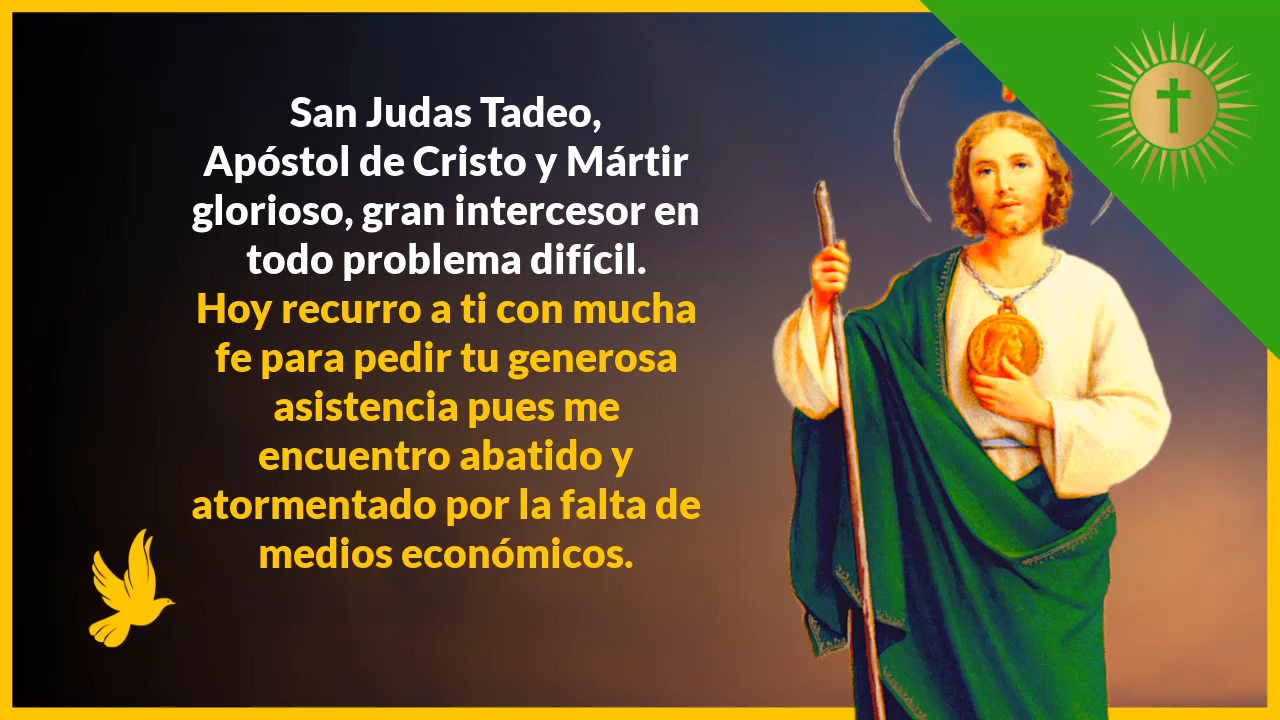 San Judas Tadeo,
Apóstol de Cristo y Mártir
glorioso, gran intercesor en
todo problema difícil.
Hoy recurro a ti con mucha
fe para pedir tu generosa
asistencia pues me
encuentro abatido y
atormentado por la falta de
medios económicos.